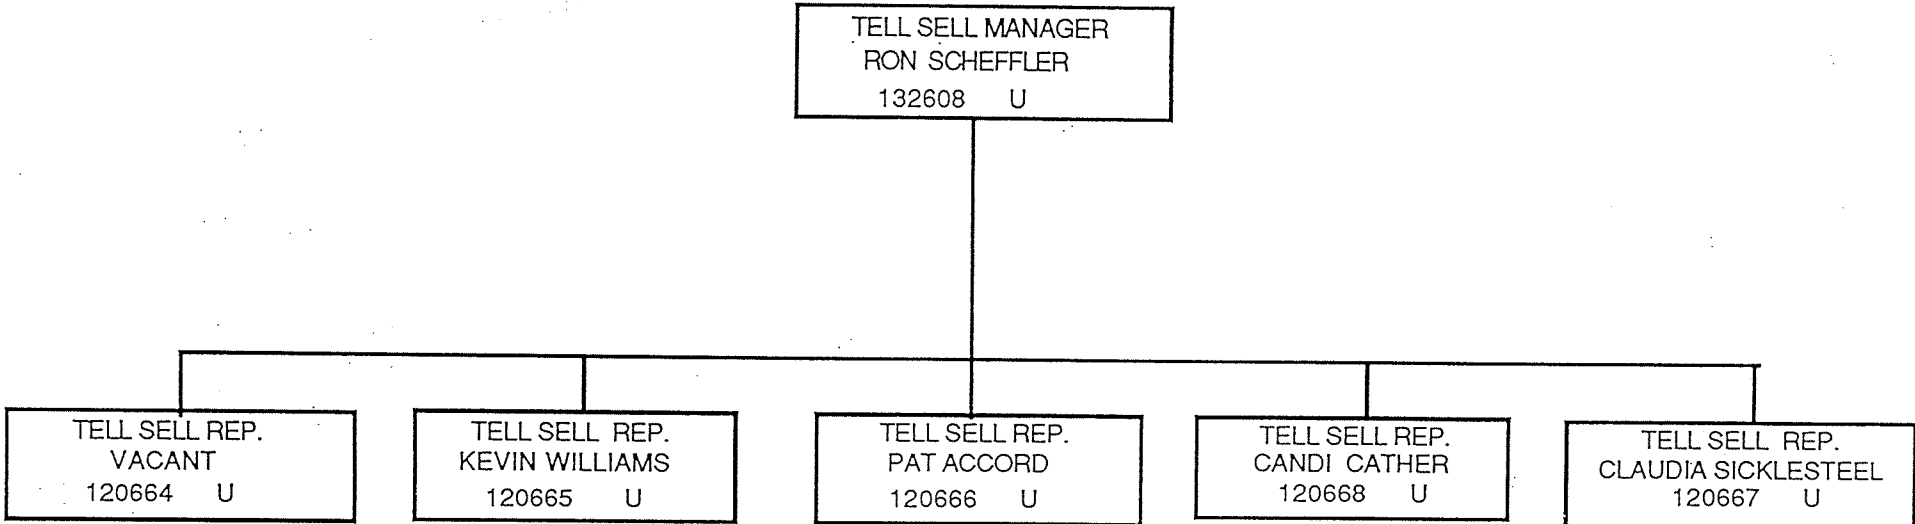 TELL SELL MANAGER
RON SCHEFFLER
132608 U
TELL SELL REP.
VACANT
120664 U
TELL SELL REP.
KEVIN WILLIAMS
120665 U
TELL SELL REP.
PAT ACCORD
120666 U
TELL SELL REP.
CANDI CATHER
120668 U
TELL SELL REP.
CLAUDIA SICKLESTEEL
120667 U